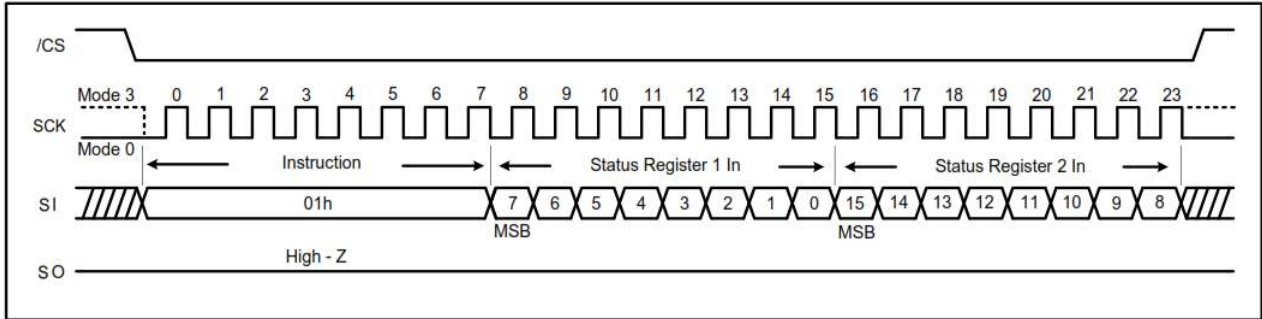 /CS
Mode 3 0 1 2 3 4 5 6 7 8 9 10 11 12 13 14 15 16 17 18 19 20 21 22 23
SCK
Mode 0
Instruction Status Register 1 In Status Register 2 In
SI 01h 7 6 5 4 3 2 1 0 15 14 13 12 11 10 9 8
MSB MSB
High - Z
SO